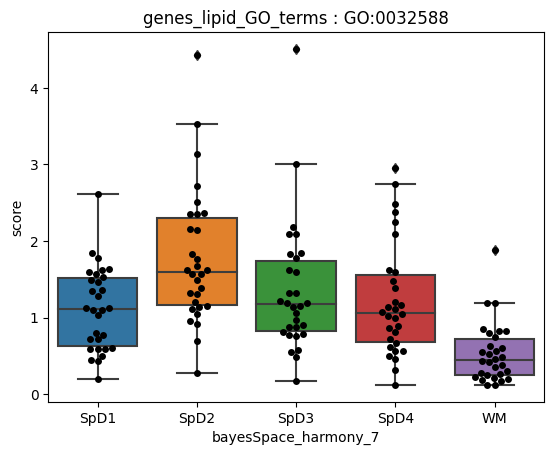 genes_lipid_GO_terms : GO:0032588
4
3
2
1
0
score
SpD1 SpD2 SpD3 SpD4 WM
bayesSpace_harmony_7